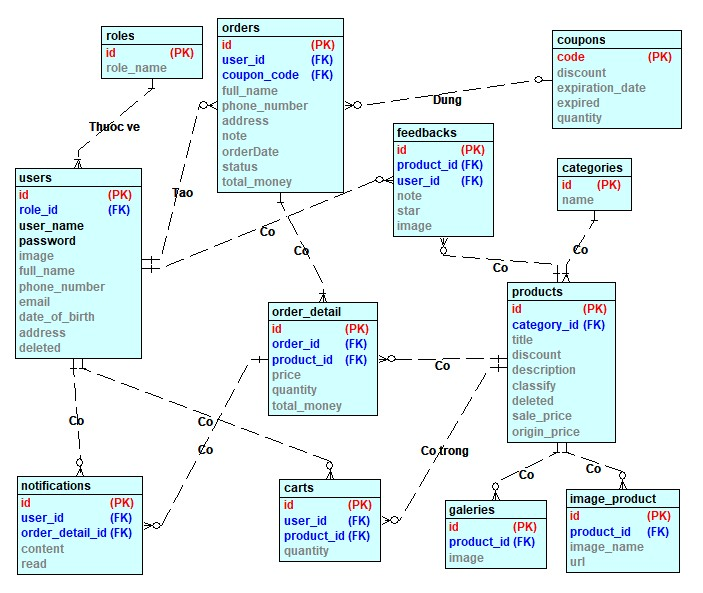 roles
id (PK)
role_name
orders
id (PK)
user_id (FK)
coupon_code (FK)
full_name
phone_number
address
note
orderDate
status
total_money
coupons
code (PK)
discount
expiration_date
expired
quantity
Dung
Thuoc ve
feedbacks
id (PK)
product_id (FK)
user_id (FK)
note
star
image
categories
id (PK)
name
users
id (PK)
role_id (FK)
user_name
password
image
full_name
phone_number
email
date_of_birth
address
deleted
Tao
Co
Co
Co
Co
order_detail
id (PK)
order_id (FK)
product_id (FK)
price
quantity
total_money
products
id (PK)
category_id (FK)
title
discount
description
classify
deleted
sale_price
origin_price
Co
Co
Co
Co
Co trong
Co
Co
notifications
id (PK)
user_id (FK)
order_detail_id (FK)
content
read
carts
id (PK)
user_id (FK)
product_id (FK)
quantity
galeries
id (PK)
product_id (FK)
image
image_product
id (PK)
product_id (FK)
image_name
url